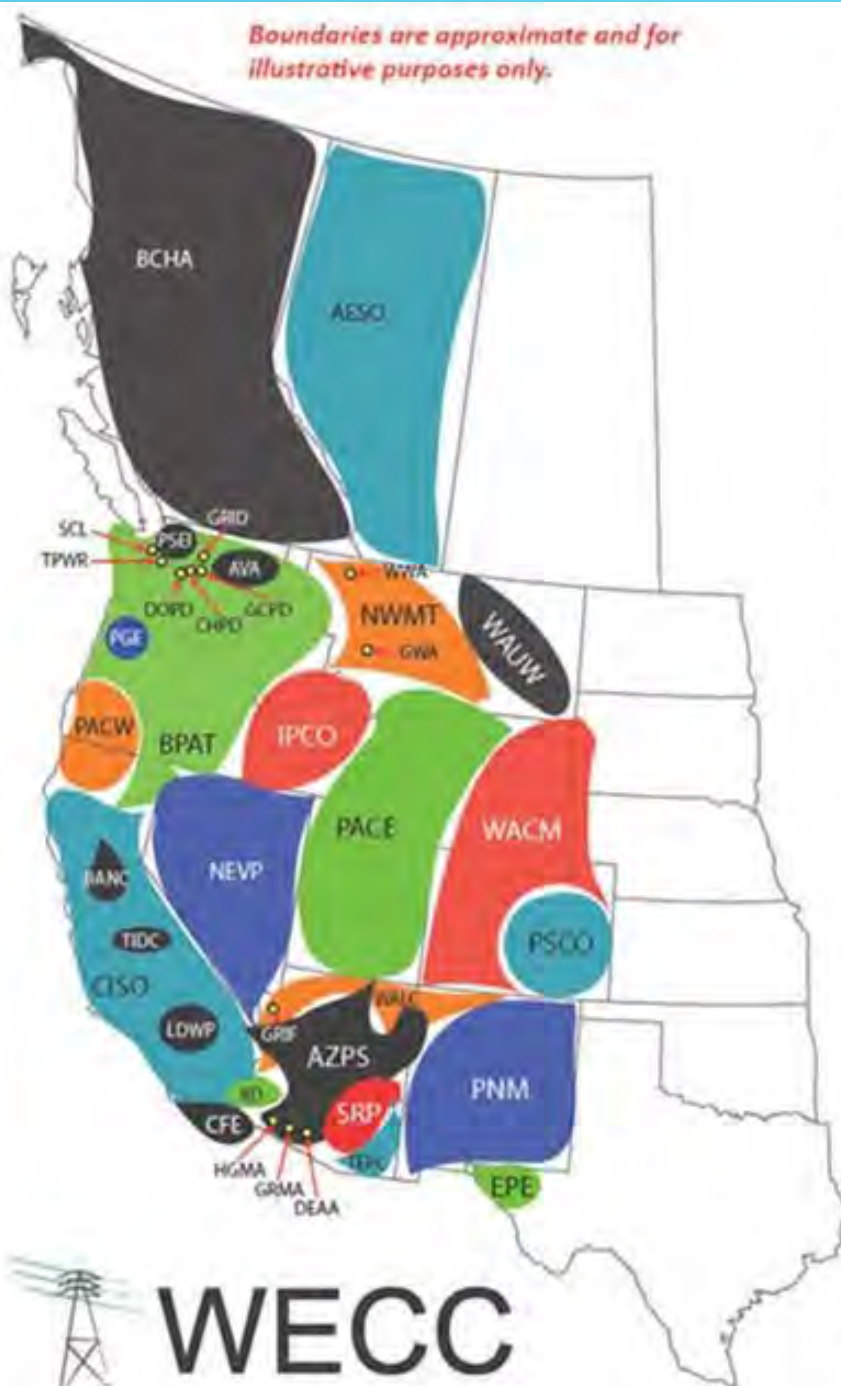 Boundaries are approximate and for
illustrative purposes only.
BCHA
AESO
SCL
PSEI
GRID
TPWR
AVA
WWA
DOPD
CHPD
GCPD
NWMT
WAUW
PGE
GWA
PACW
BPAT
IPCO
PACE
WACM
BANC
NEVP
TIDC
PSCO
CISO
LDWP
GRIF
WALC
AZPS
PNM
IID
CFE
SRP
TEPC
HGMA
GRMA
DEAA
EPE
WECC